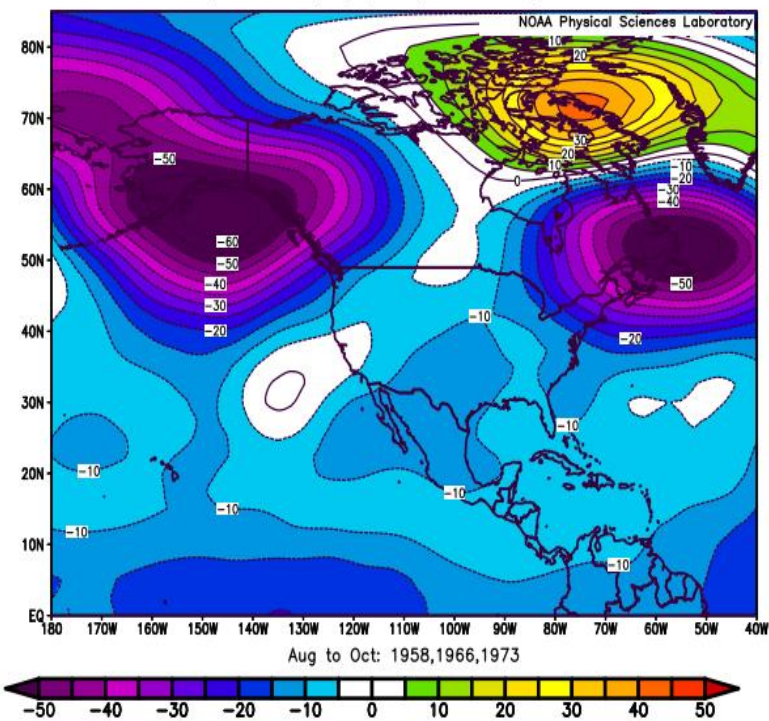 NOAA Physical Sciences Laboratory
80N
10
20
70N
-50
30
20
10
0
-10
-20
-30
-40
60N
-60
50N
-50
-50
-40
-30
-20
-20
40N
-10
30N
-10
-10
20N
-10
-10
-10
10N
-10
EQ
180 170W 160W 150W 140W 130W 120W 110W 100W 90W 80W 70W 60W 50W 40W
Aug to Oct: 1958,1966,1973
-50 -40 -30 -20 -10 0 10 20 30 40 50